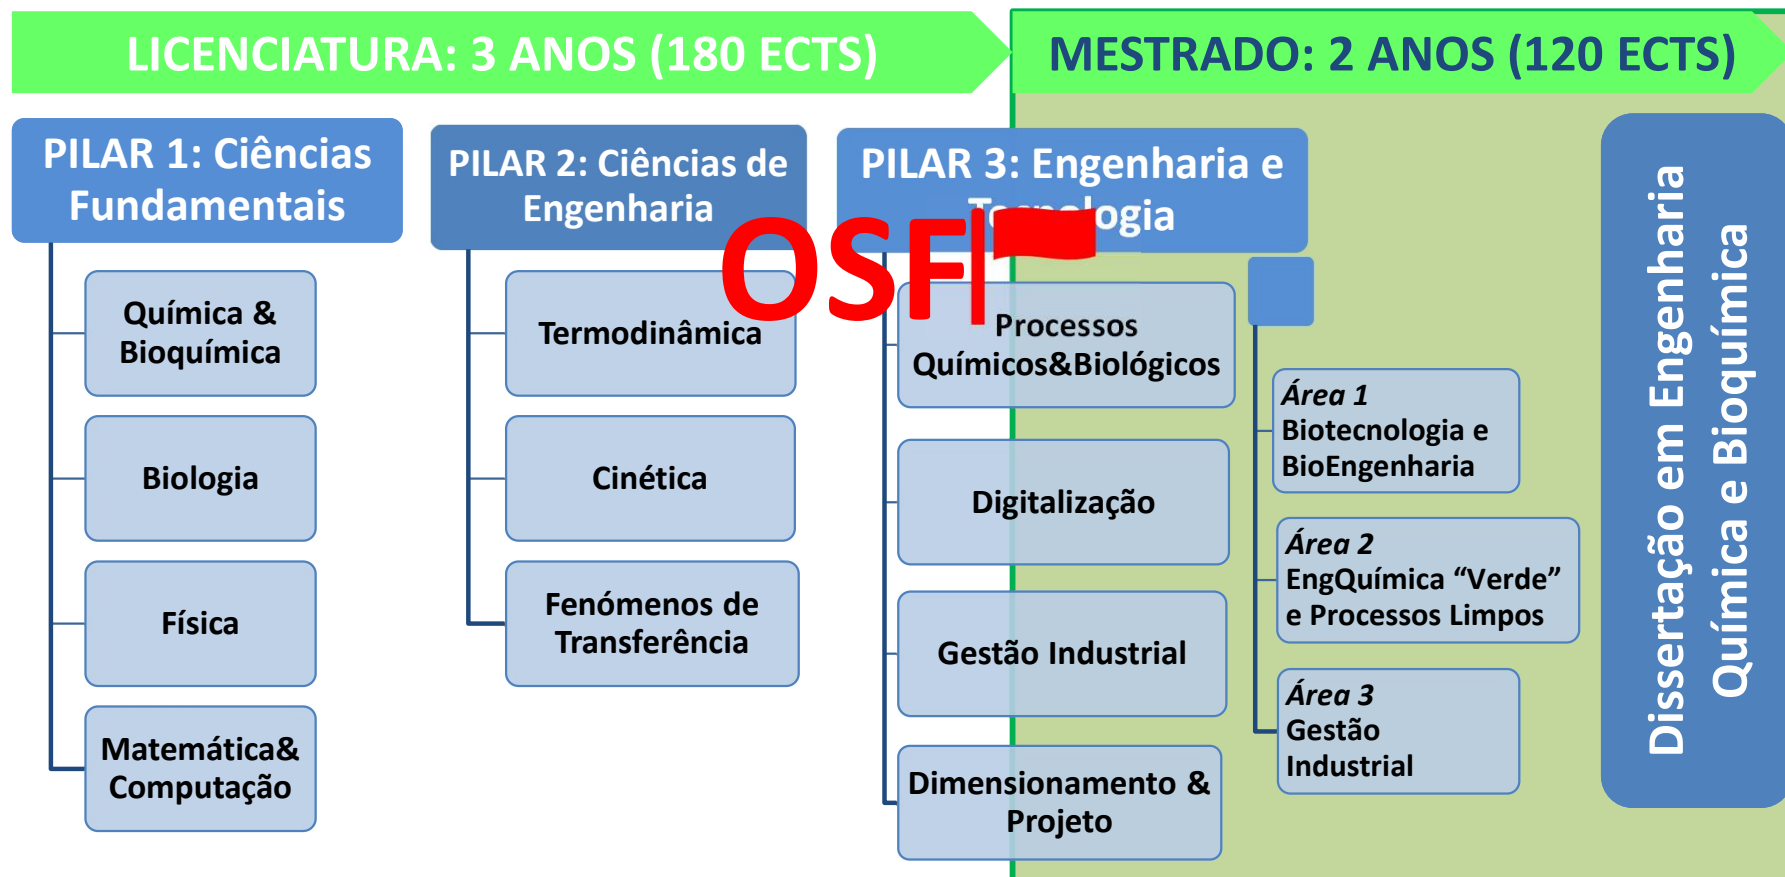 LICENCIATURA: 3 ANOS (180 ECTS)
MESTRADO: 2 ANOS (120 ECTS)
PILAR 1: Ciências
Fundamentais
Química &
Bioquímica
Biologia
Física
Matemática&
Computação
PILAR 2: Ciências de
Engenharia
Termodinâmica
Cinética
Fenómenos de
Transferência
PILAR 3: Engenharia e
Tecnologia
OSF
Processos
Químicos&Biológicos
Digitalização
Gestão Industrial
Dimensionamento &
Projeto
Área 1
Biotecnologia e
BioEngenharia
Área 2
EngQuímica “Verde”
e Processos Limpos
Área 3
Gestão
Industrial
Dissertação em Engenharia
Química e Bioquímica